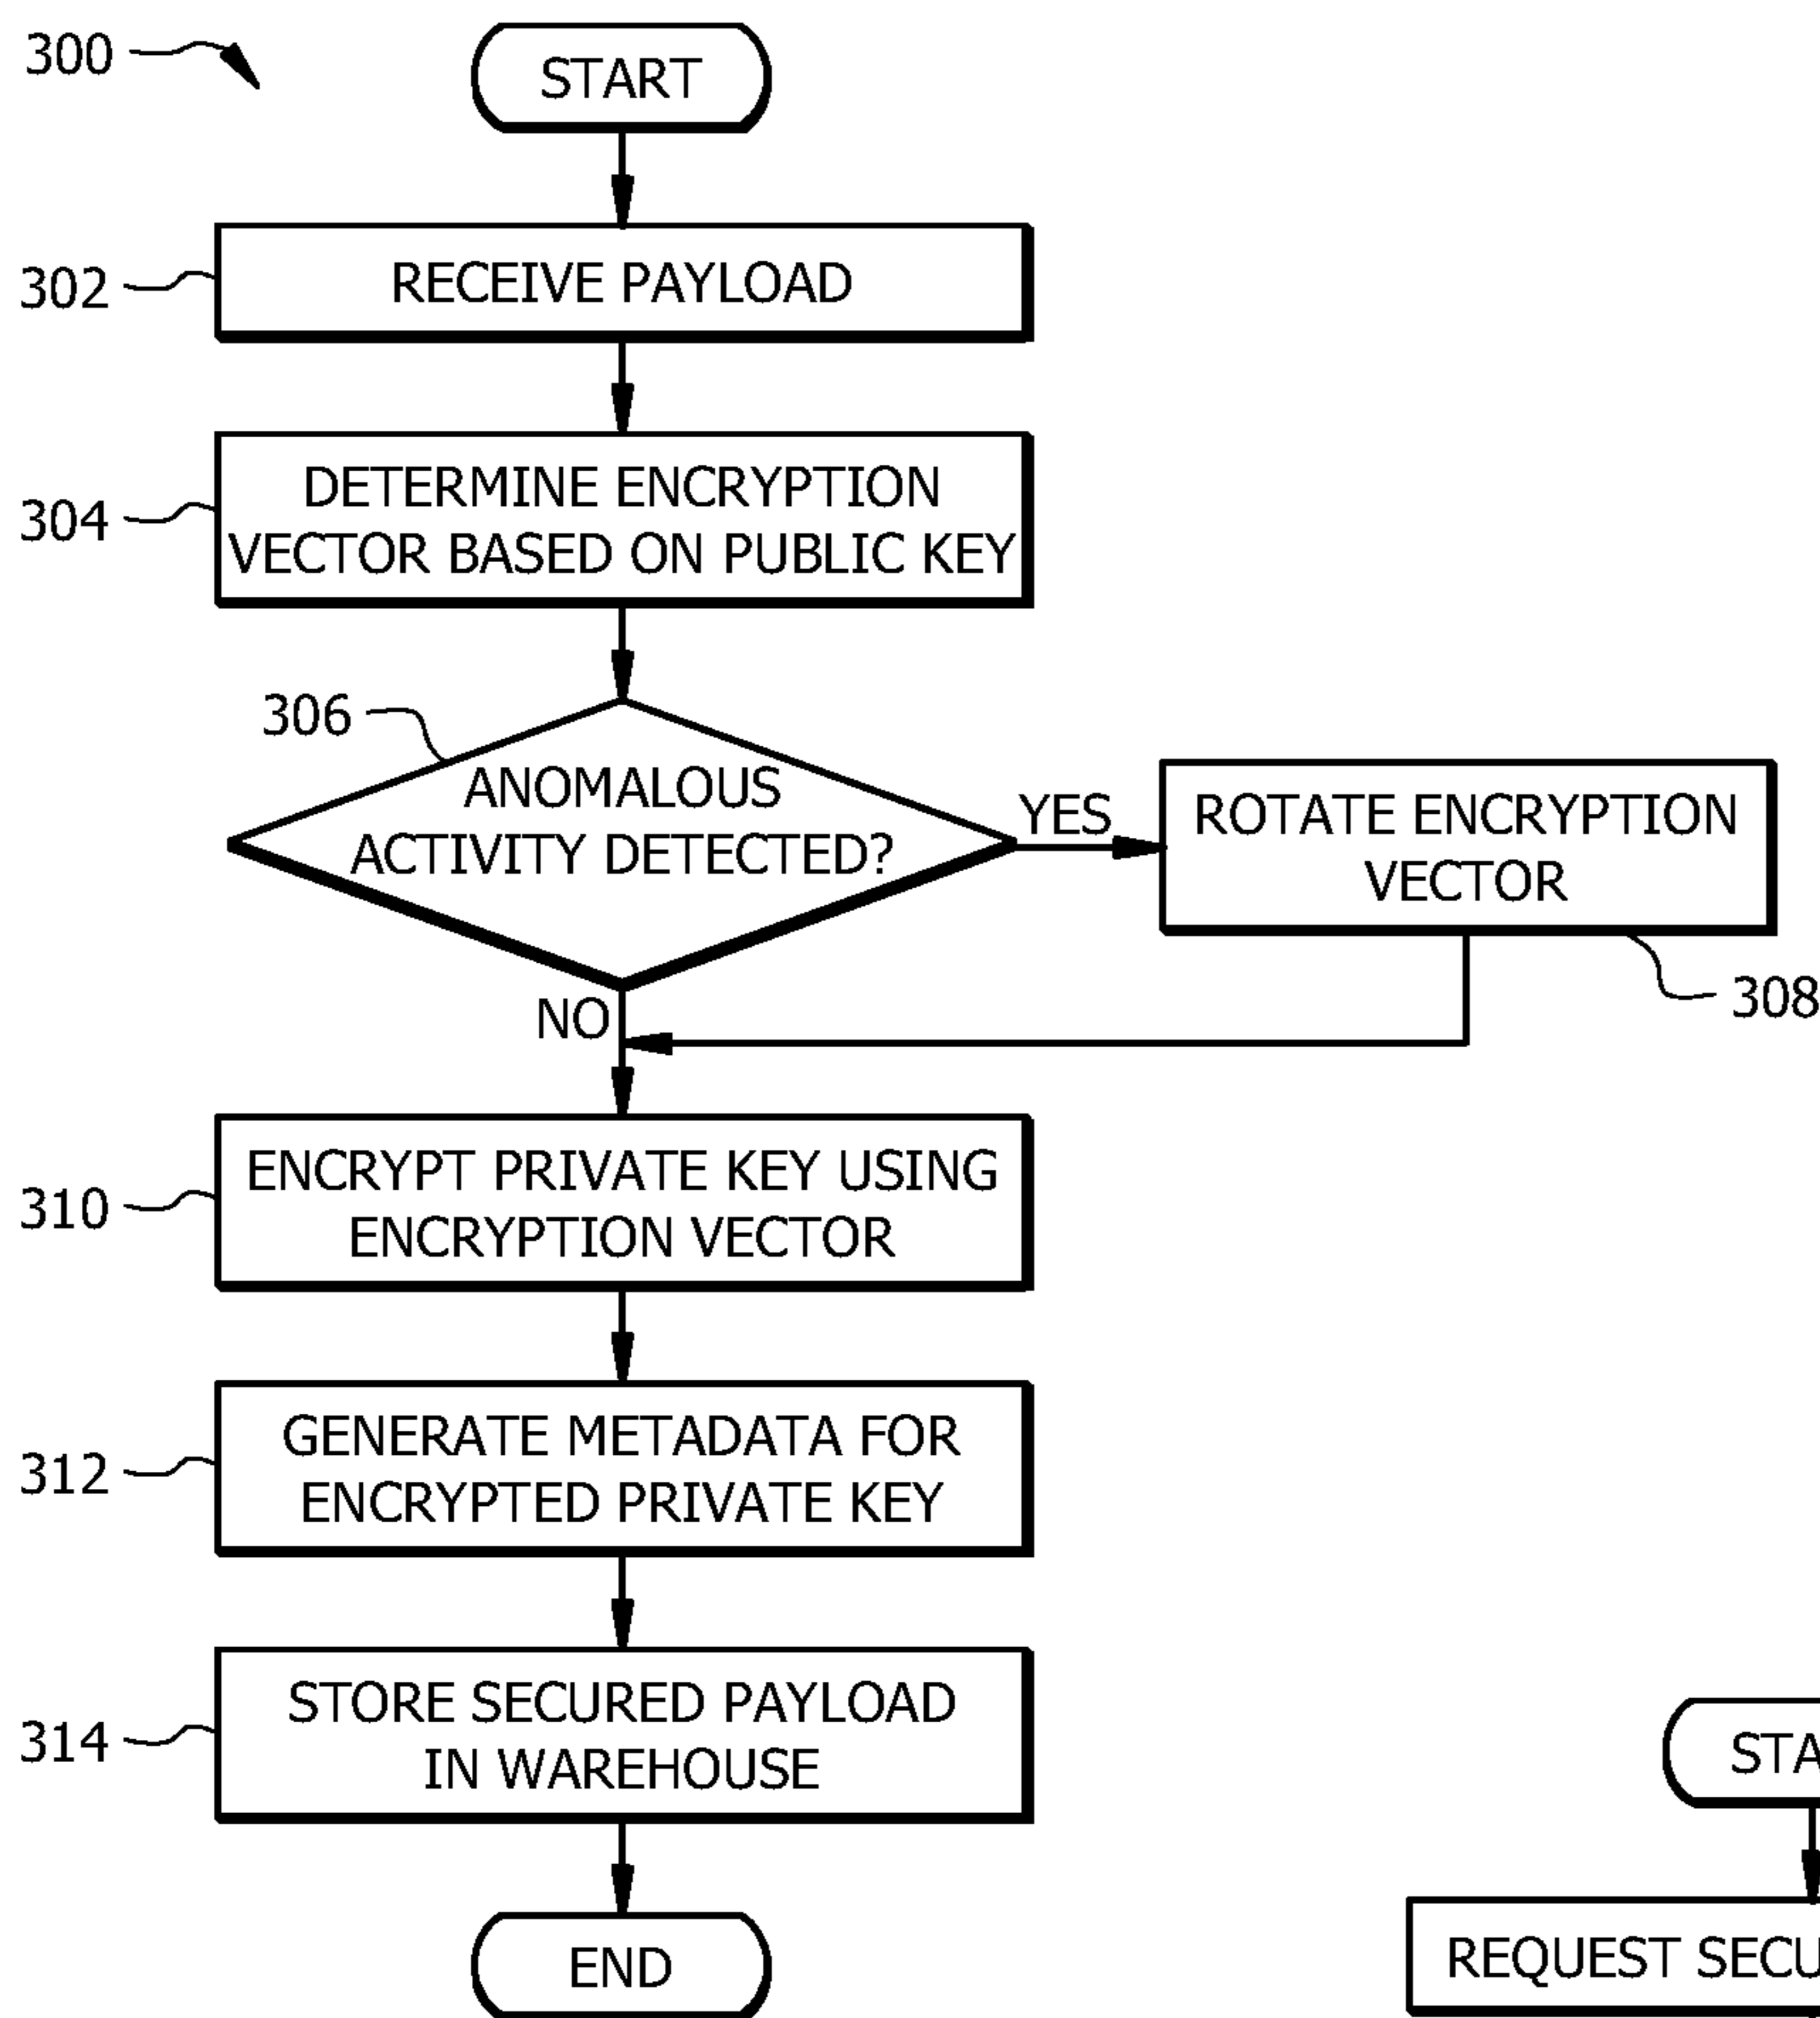 300
START
302
RECEIVE PAYLOAD
304
DETERMINE ENCRYPTION
VECTOR BASED ON PUBLIC KEY
306
ANOMALOUS
ACTIVITY DETECTED?
YES
ROTATE ENCRYPTION
VECTOR
308
NO
310
ENCRYPT PRIVATE KEY USING
ENCRYPTION VECTOR
312
GENERATE METADATA FOR
ENCRYPTED PRIVATE KEY
314
STORE SECURED PAYLOAD
IN WAREHOUSE
END
REQUEST